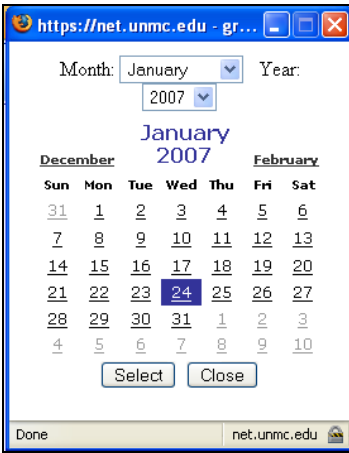 https://net.unmc.edu - gr...
Month: January Year:
2007
January
December 2007 February
Sun Mon Tue Wed Thu Fri Sat
31 1 2 3 4 5 6
7 8 9 10 11 12 13
14 15 16 17 18 19 20
21 22 23 24 25 26 27
28 29 30 31 1 2 3
4 5 6 7 8 9 10
Select Close
Done net.unmc.edu